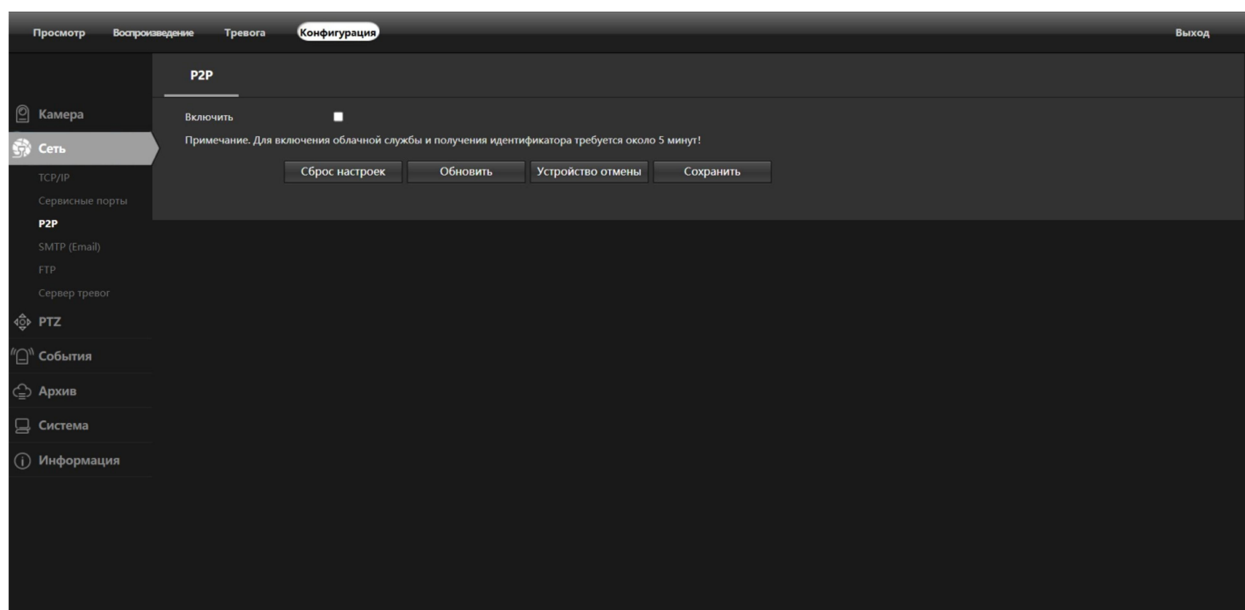 Просмотр Воспроизведение Тревога Конфигурация Выход
P2P
Камера
Включить
Сеть
Примечание. Для включения облачной службы и получения идентификатора требуется около 5 минут!
Сброс настроек Обновить Устройство отмены Сохранить
TCP/IP
Сервисные порты
P2P
SMTP (Email)
FTP
Сервер тревог
PTZ
События
Архив
Система
Информация